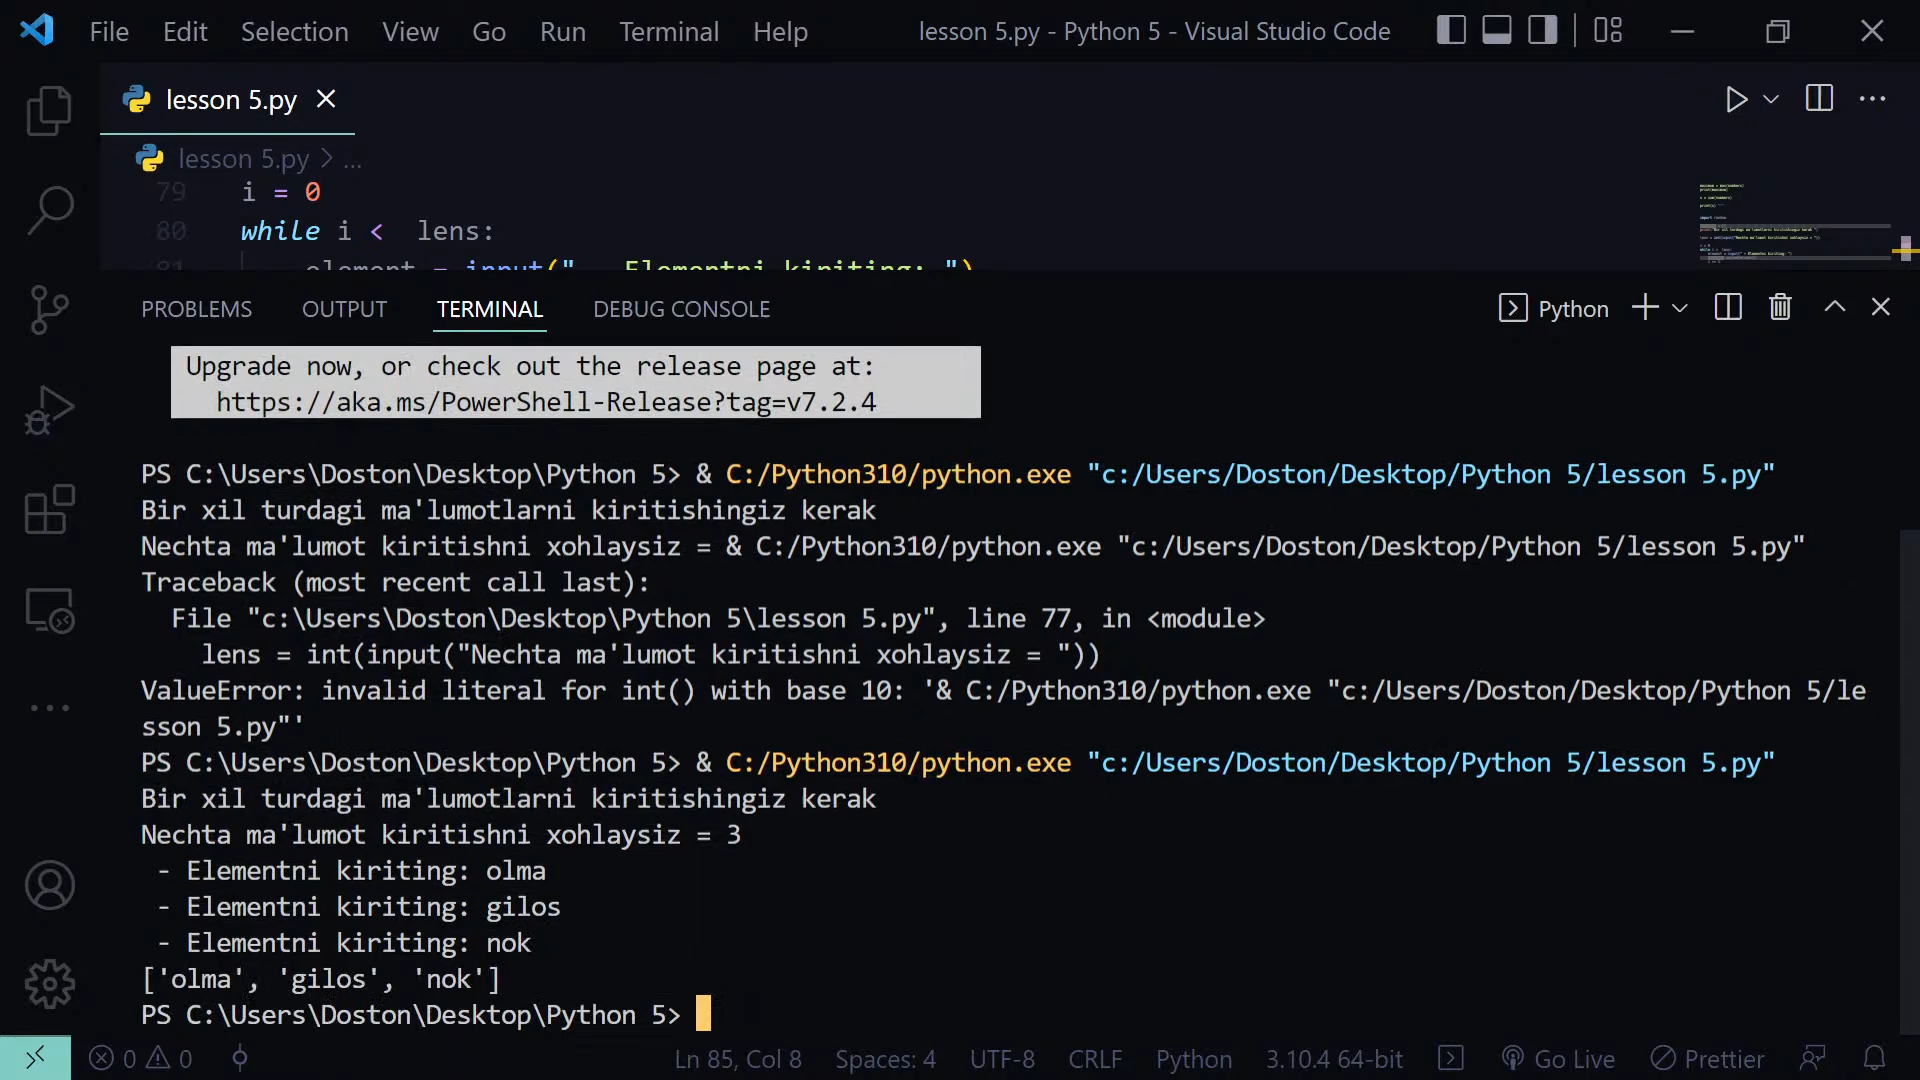 File Edit Selection View Go Run Terminal Help lesson 5.py - Python 5 - Visual Studio Code
lesson 5.py
lesson 5.py > ...
79 i = 0
80 while i < lens:
81 element = input(" - Elementni kiriting: ")
PROBLEMS OUTPUT TERMINAL DEBUG CONSOLE Python
Upgrade now, or check out the release page at:
https://aka.ms/PowerShell-Release?tag=v7.2.4
PS C:\Users\Doston\Desktop\Python 5> & C:/Python310/python.exe "c:/Users/Doston/Desktop/Python 5/lesson 5.py"
Bir xil turdagi ma'lumotlarni kiritishingiz kerak
Nechta ma'lumot kiritishni xohlaysiz = & C:/Python310/python.exe "c:/Users/Doston/Desktop/Python 5/lesson 5.py"
Traceback (most recent call last):
File "c:\Users\Doston\Desktop\Python 5\lesson 5.py", line 77, in <module>
lens = int(input("Nechta ma'lumot kiritishni xohlaysiz = "))
ValueError: invalid literal for int() with base 10: '& C:/Python310/python.exe "c:/Users/Doston/Desktop/Python 5/le
sson 5.py"'
PS C:\Users\Doston\Desktop\Python 5> & C:/Python310/python.exe "c:/Users/Doston/Desktop/Python 5/lesson 5.py"
Bir xil turdagi ma'lumotlarni kiritishingiz kerak
Nechta ma'lumot kiritishni xohlaysiz = 3
- Elementni kiriting: olma
- Elementni kiriting: gilos
- Elementni kiriting: nok
['olma', 'gilos', 'nok']
PS C:\Users\Doston\Desktop\Python 5>
0 0 Ln 85, Col 8 Spaces: 4 UTF-8 CRLF Python 3.10.4 64-bit Go Live Prettier